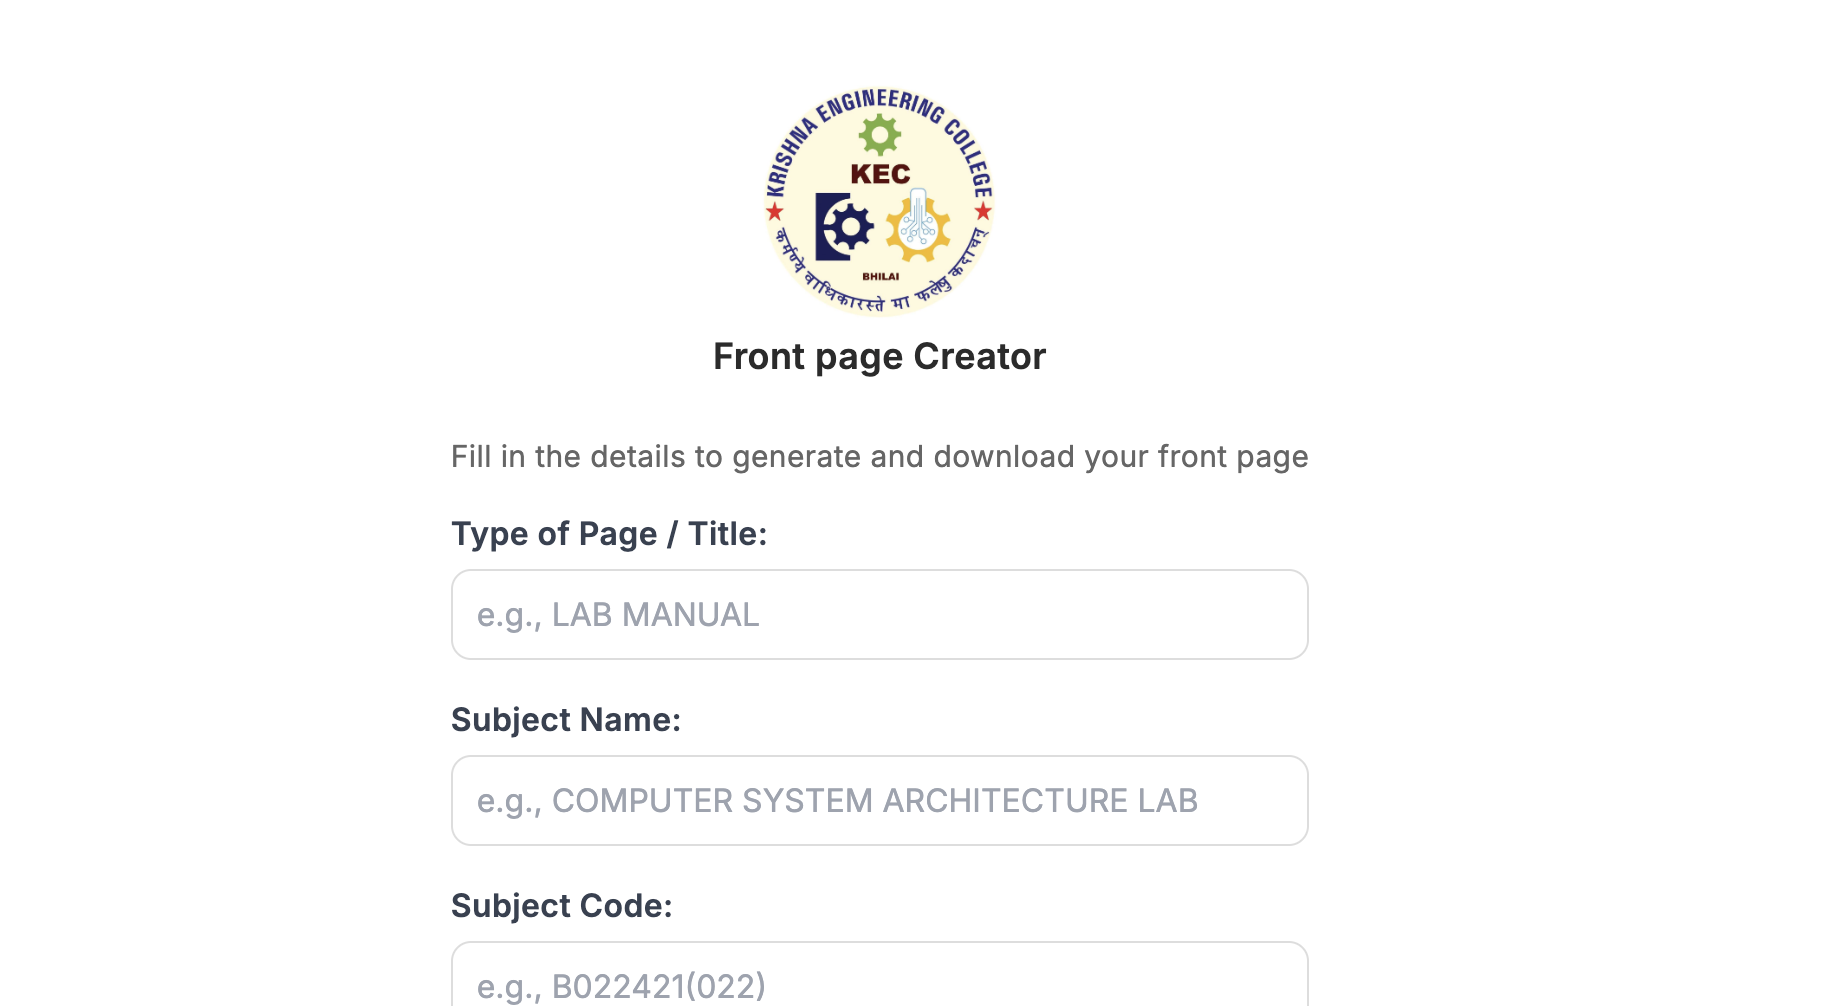 KRISHNA ENGINEERING COLLEGE
KEC
BHILAI
कर्मण्ये वाधिकारस्ते मा फलेषु कदाचन्
Front page Creator
Fill in the details to generate and download your front page
Type of Page / Title:
e.g., LAB MANUAL
Subject Name:
e.g., COMPUTER SYSTEM ARCHITECTURE LAB
Subject Code:
e.g., B022421(022)